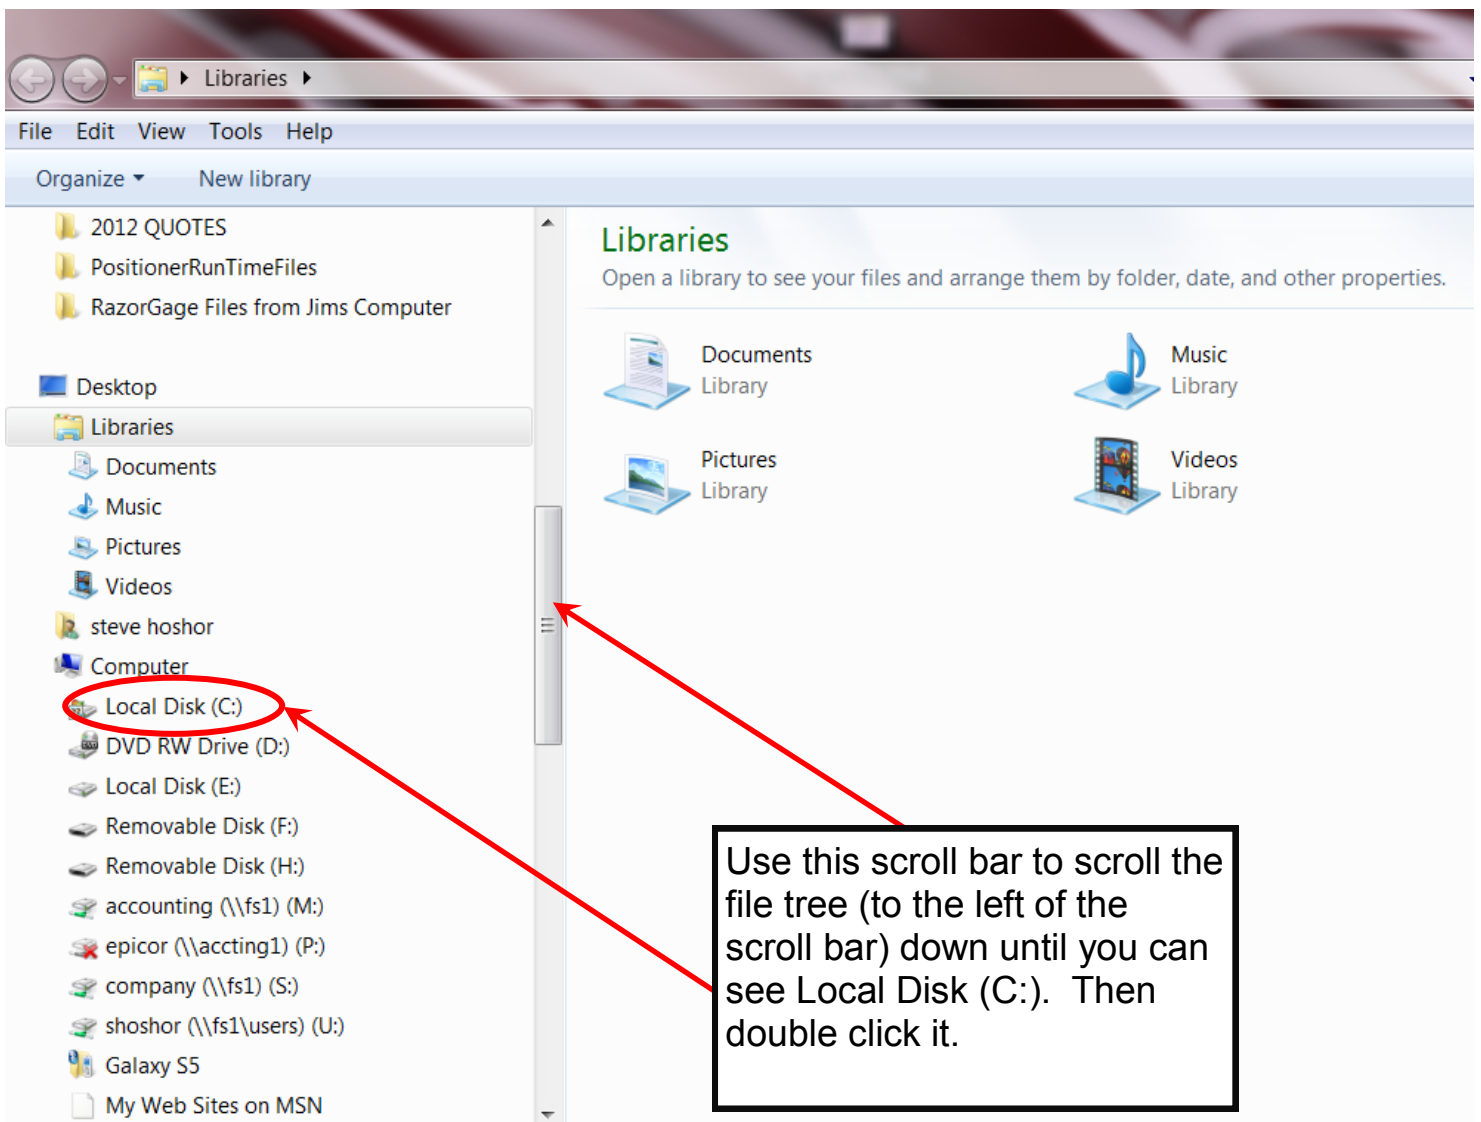 Libraries
File Edit View Tools Help
Organize New library
2012 QUOTES
PositionerRunTimeFiles
RazorGage Files from Jims Computer
Desktop
Libraries
Documents
Music
Pictures
Videos
steve hoshor
Computer
Local Disk (C:)
DVD RW Drive (D:)
Local Disk (E:)
Removable Disk (F:)
Removable Disk (H:)
accounting (\\fs1) (M:)
epicor (\\accting1) (P:)
company (\\fs1) (S:)
shoshor (\\fs1\users) (U:)
Galaxy S5
My Web Sites on MSN
Libraries
Open a library to see your files and arrange them by folder, date, and other properties.
Documents
Library
Music
Library
Pictures
Library
Videos
Library
Use this scroll bar to scroll the
file tree (to the left of the
scroll bar) down until you can
see Local Disk (C:). Then
double click it.